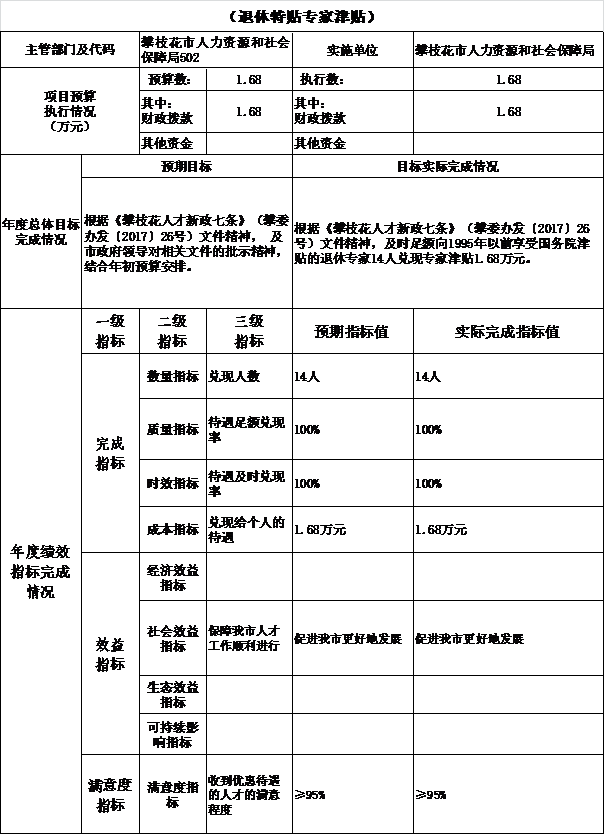 （退休特贴专家津贴）
主管部门及代码 攀枝花市人力资源和社会保障局502 实施单位 攀枝花市人力资源和社会保障局
项目预算
执行情况
（万元）
预算数： 1.68 执行数： 1.68
其中：
财政拨款 1.68 其中：
财政拨款 1.68
其他资金 其他资金
年度总体目标
完成情况
预期目标 目标实际完成情况
根据《攀枝花人才新政七条》（攀委
办发〔2017〕26号）文件精神， 及
市政府领导对相关文件的批示精神，
结合年初预算安排。
根据《攀枝花人才新政七条》（攀委办发〔2017〕26
号）文件精神，及时足额向1995年以前享受国务院津
贴的退休专家14人兑现专家津贴1.68万元。
年度绩效
指标完成
情况
一级
指标
二级
指标
三级
指标
预期指标值 实际完成指标值
完成
指标
数量指标 兑现人数 14人 14人
质量指标 待遇足额兑现
率 100% 100%
时效指标 待遇及时兑现
率 100% 100%
成本指标 兑现给个人的
待遇 1.68万元 1.68万元
效益
指标
经济效益
指标
社会效益
指标
保障我市人才
工作顺利进行
促进我市更好地发展 促进我市更好地发展
生态效益
指标
可持续影
响指标
满意度
指标
满意度指
标
收到优惠待遇
的人才的满意
程度
≥95% ≥95%